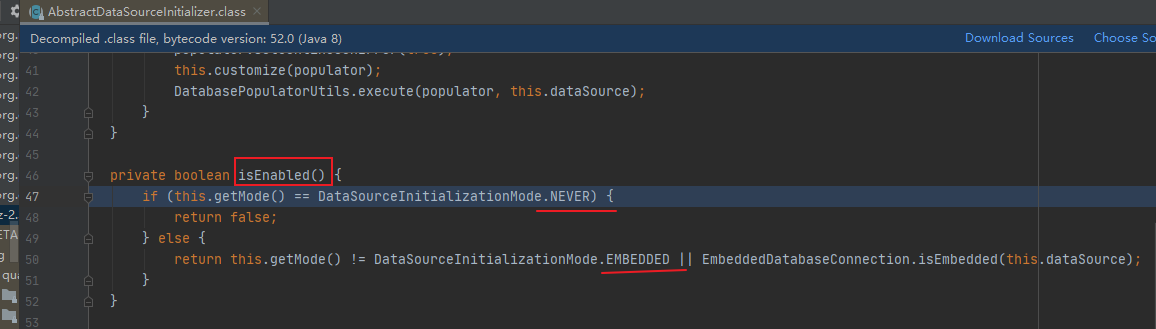 AbstractDataSourceInitializer.class
Decompiled .class file, bytecode version: 52.0 (Java 8)
Download Sources
Choose So
org.
org.
org.
org.
org.
org.
org.
org.
z-2.
ETA
g
qua
41 this.customize(populator);
42 DatabasePopulatorUtils.execute(populator, this.dataSource);
43 }
44 }
45
46 private boolean isEnabled() {
47 if (this.getMode() == DataSourceInitializationMode.NEVER) {
48 return false;
49 } else {
50 return this.getMode() != DataSourceInitializationMode.EMBEDDED || EmbeddedDatabaseConnection.isEmbedded(this.dataSource);
51 }
52 }
53